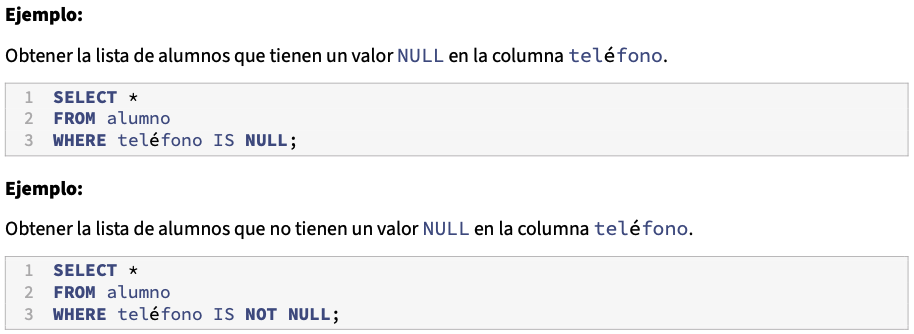 Ejemplo:
Obtener la lista de alumnos que tienen un valor NULL en la columna teléfono.
1 SELECT *
2 FROM alumno
3 WHERE teléfono IS NULL;
Ejemplo:
Obtener la lista de alumnos que no tienen un valor NULL en la columna teléfono.
1 SELECT *
2 FROM alumno
3 WHERE teléfono IS NOT NULL;